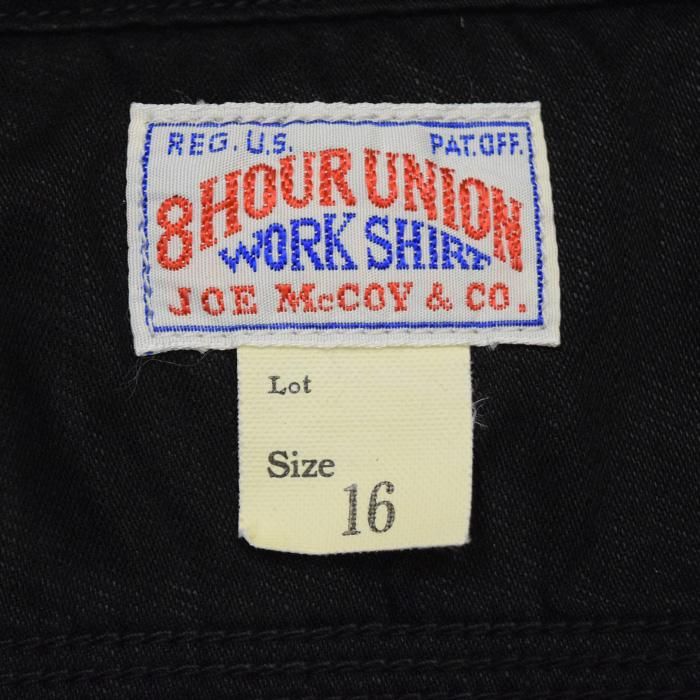 REG. U.S. PAT. OFF.
8 HOUR UNION
WORK SHIRT
JOE McCOY & CO.
Lot
Size
16